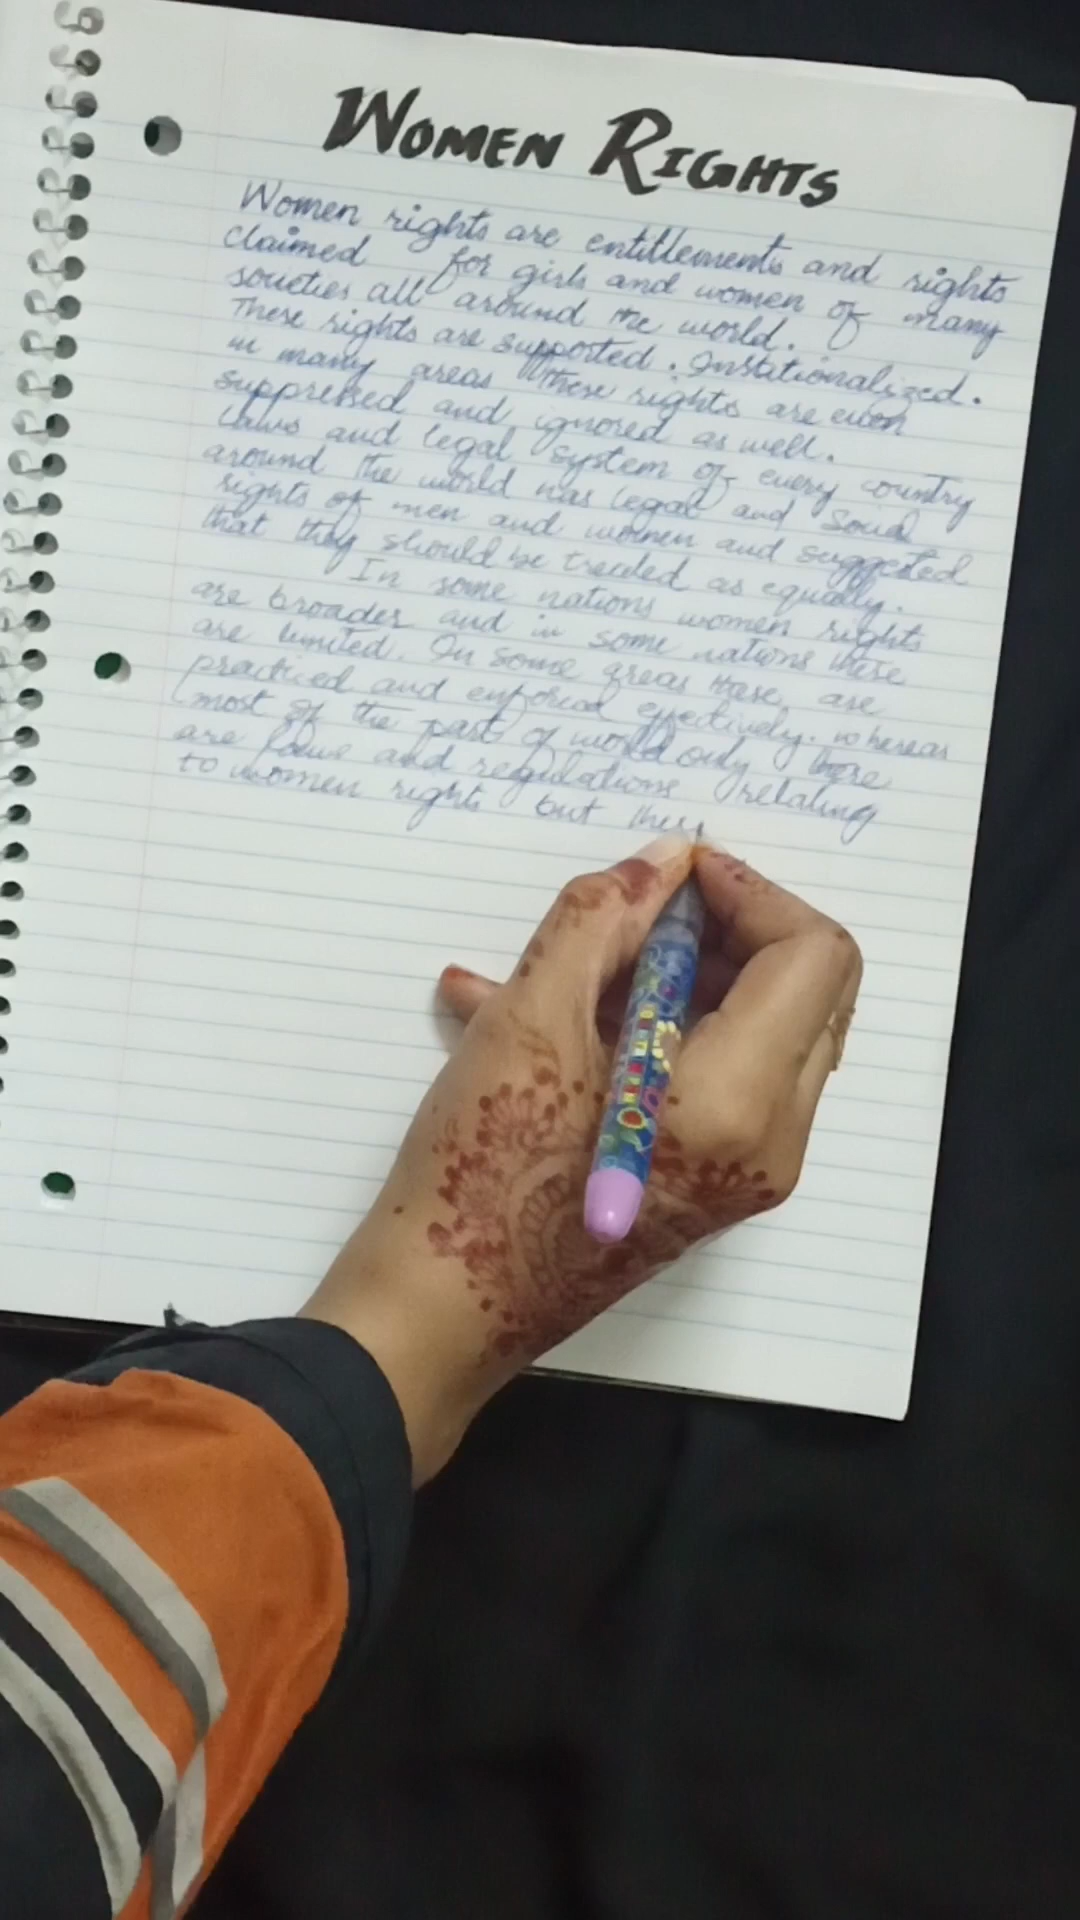 WOMEN RIGHTS
Women rights are entitlements and rights
claimed for girls and women of many
societies all around the world.
These rights are supported. Instationalized.
in many areas these rights are even
suppressed and ignored as well.
Laws and legal system of every country
around the world has legal and social
rights of men and women and suggested
that they should be treated as equally.
In some nations women rights
are broader and in some nations these
are limited. In some areas these are
practiced and enforced effectively. whereas
most of the part of world only there
are laws and regulations relating
to women rights but they